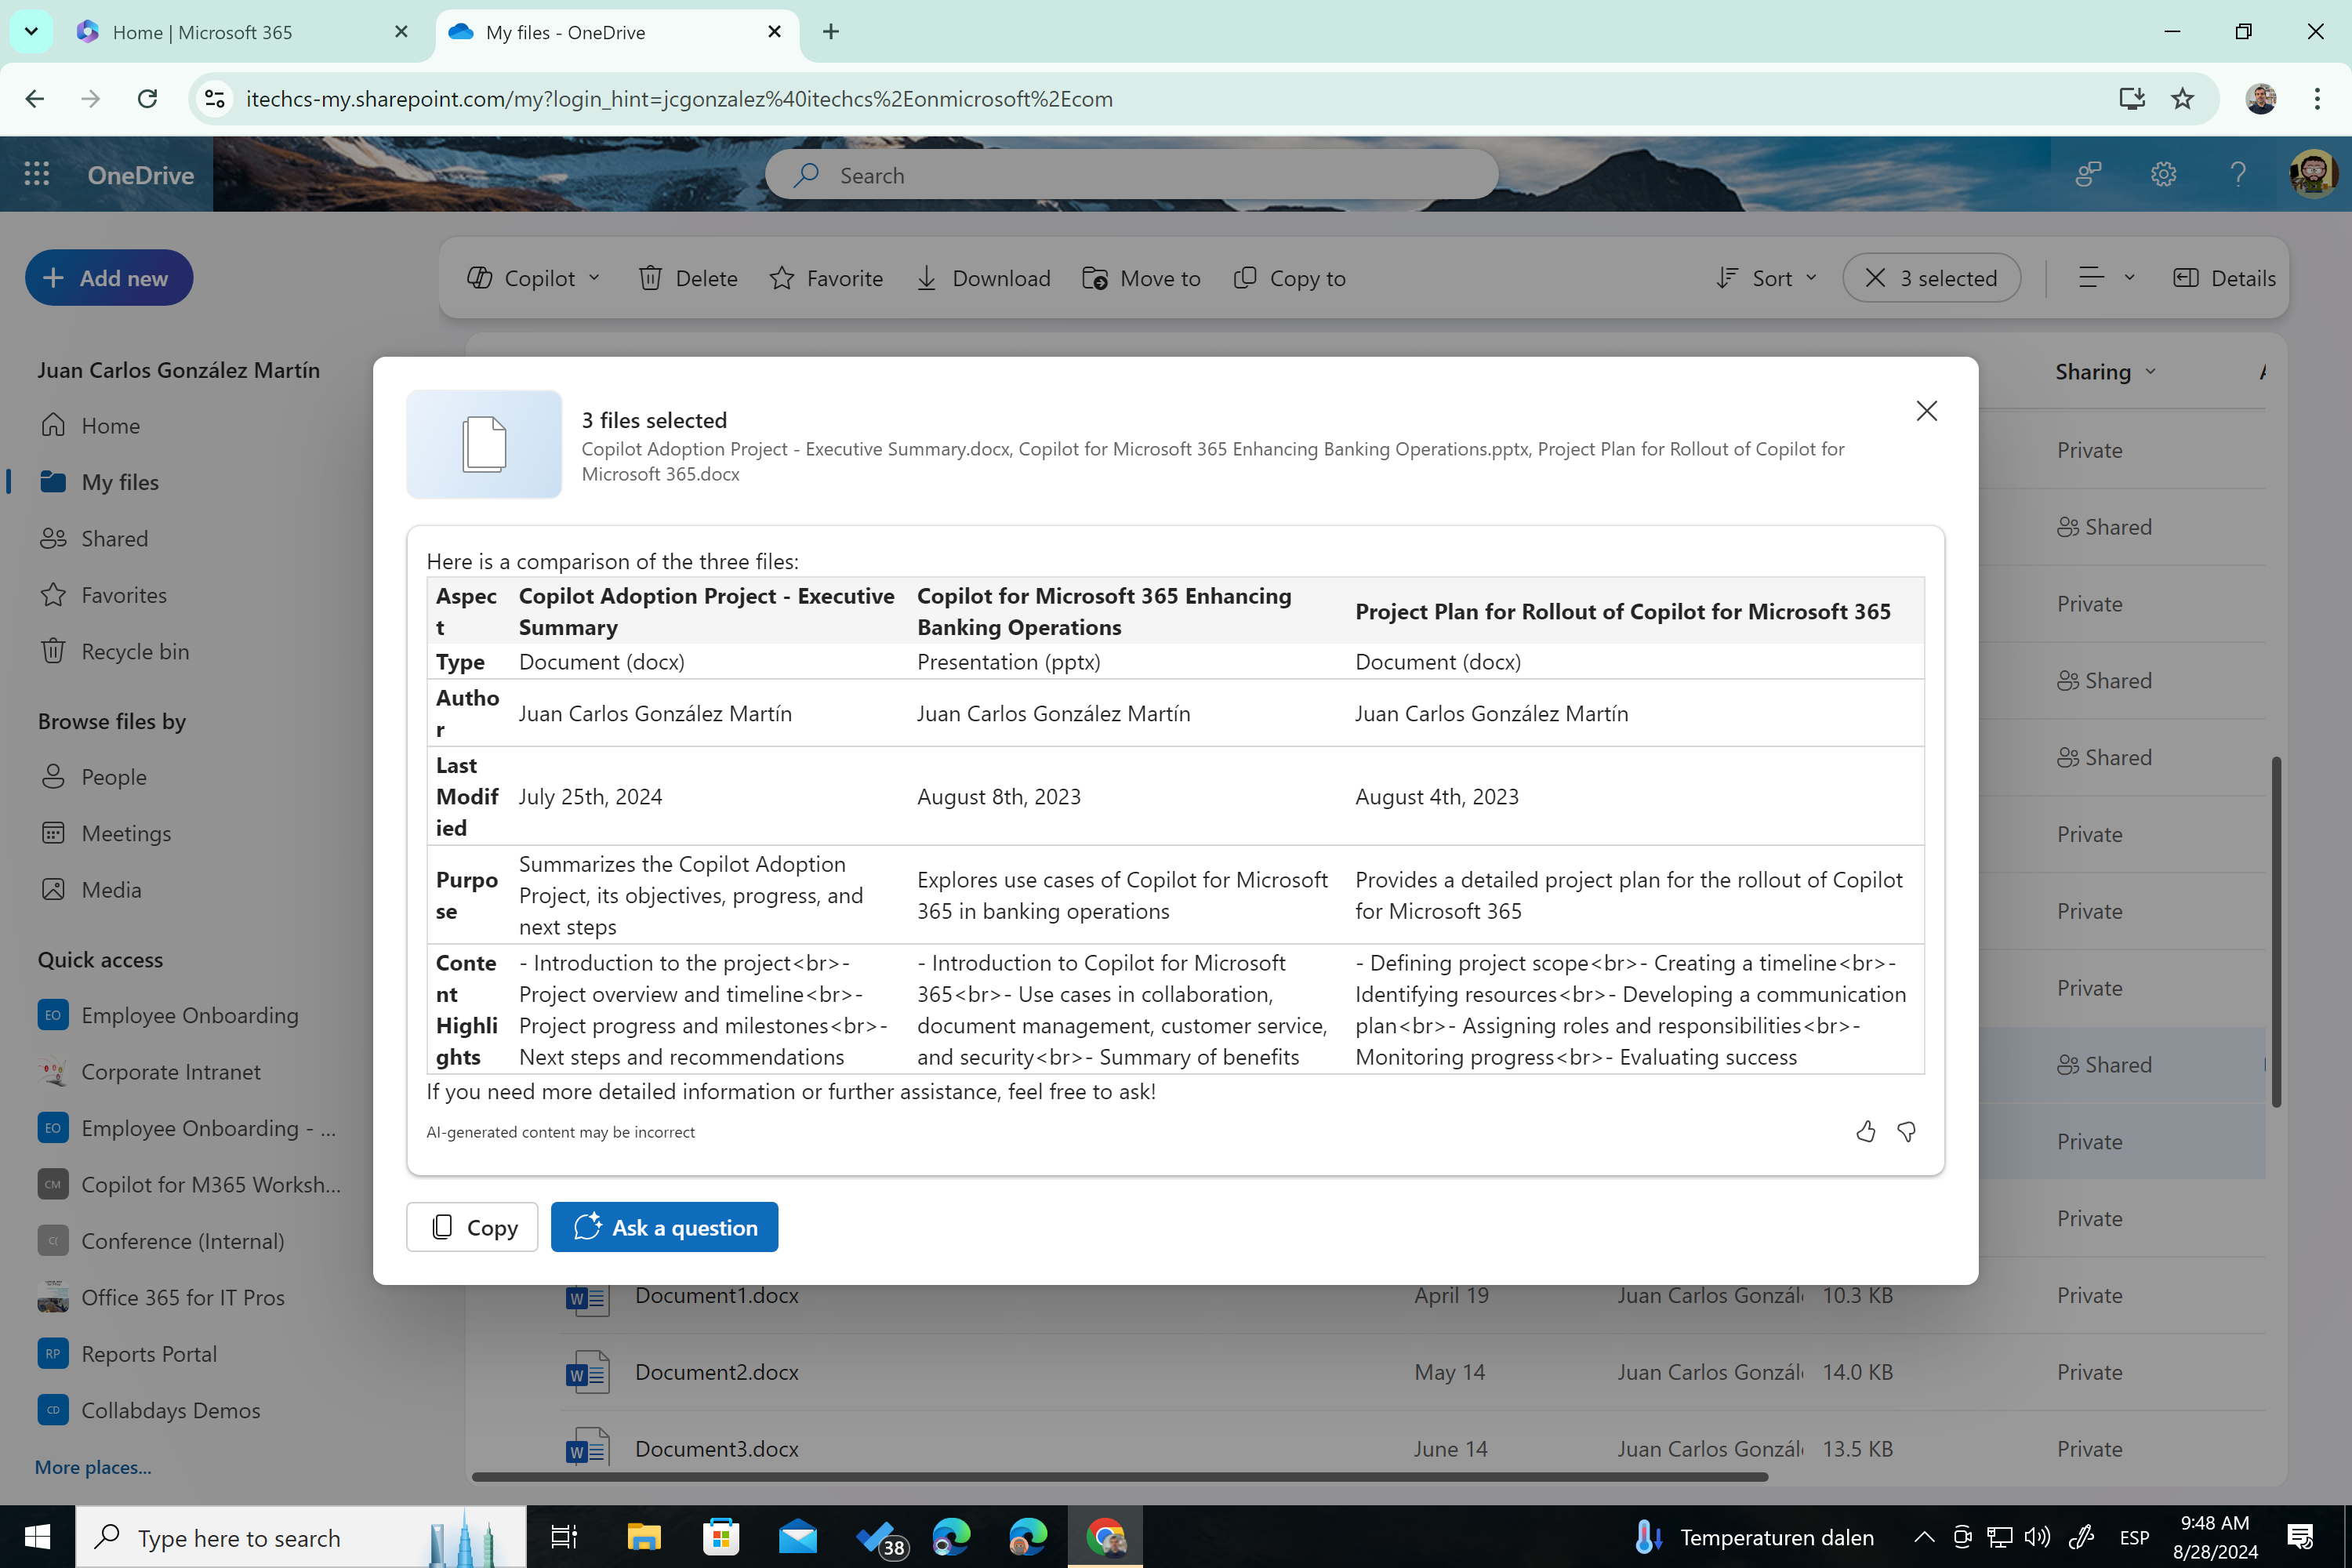 Home | Microsoft 365
My files - OneDrive
itechcs-my.sharepoint.com/my?login_hint=jcgonzalez%40itechcs%2Eonmicrosoft%2Ecom
OneDrive
Search
Add new
Copilot
Delete
Favorite
Download
Move to
Copy to
Sort
3 selected
Details
Juan Carlos González Martín
Home
My files
Shared
Favorites
Recycle bin
Browse files by
People
Meetings
Media
Quick access
EO Employee Onboarding
Corporate Intranet
EO Employee Onboarding - ...
CM Copilot for M365 Worksh...
C( Conference (Internal)
Office 365 for IT Pros
RP Reports Portal
CD Collabdays Demos
More places...
3 files selected
Copilot Adoption Project - Executive Summary.docx, Copilot for Microsoft 365 Enhancing Banking Operations.pptx, Project Plan for Rollout of Copilot for
Microsoft 365.docx
Here is a comparison of the three files:
Aspec
t
Copilot Adoption Project - Executive
Summary
Copilot for Microsoft 365 Enhancing
Banking Operations
Project Plan for Rollout of Copilot for Microsoft 365
Type
Document (docx)
Presentation (pptx)
Document (docx)
Autho
r
Juan Carlos González Martín
Juan Carlos González Martín
Juan Carlos González Martín
Last
Modif
ied
July 25th, 2024
August 8th, 2023
August 4th, 2023
Purpo
se
Summarizes the Copilot Adoption
Project, its objectives, progress, and
next steps
Explores use cases of Copilot for Microsoft
365 in banking operations
Provides a detailed project plan for the rollout of Copilot
for Microsoft 365
Conte
nt
Highli
ghts
- Introduction to the project<br>-
Project overview and timeline<br>-
Project progress and milestones<br>-
Next steps and recommendations
- Introduction to Copilot for Microsoft
365<br>- Use cases in collaboration,
document management, customer service,
and security<br>- Summary of benefits
- Defining project scope<br>- Creating a timeline<br>-
Identifying resources<br>- Developing a communication
plan<br>- Assigning roles and responsibilities<br>-
Monitoring progress<br>- Evaluating success
If you need more detailed information or further assistance, feel free to ask!
AI-generated content may be incorrect
Copy
Ask a question
Sharing
Private
Shared
Private
Shared
Shared
Private
Private
Private
Shared
Private
Private
Document1.docx April 19 Juan Carlos Gonzál 10.3 KB Private
Document2.docx May 14 Juan Carlos Gonzál 14.0 KB Private
Document3.docx June 14 Juan Carlos Gonzál 13.5 KB Private
Type here to search
38
Temperaturen dalen
ESP
9:48 AM
8/28/2024